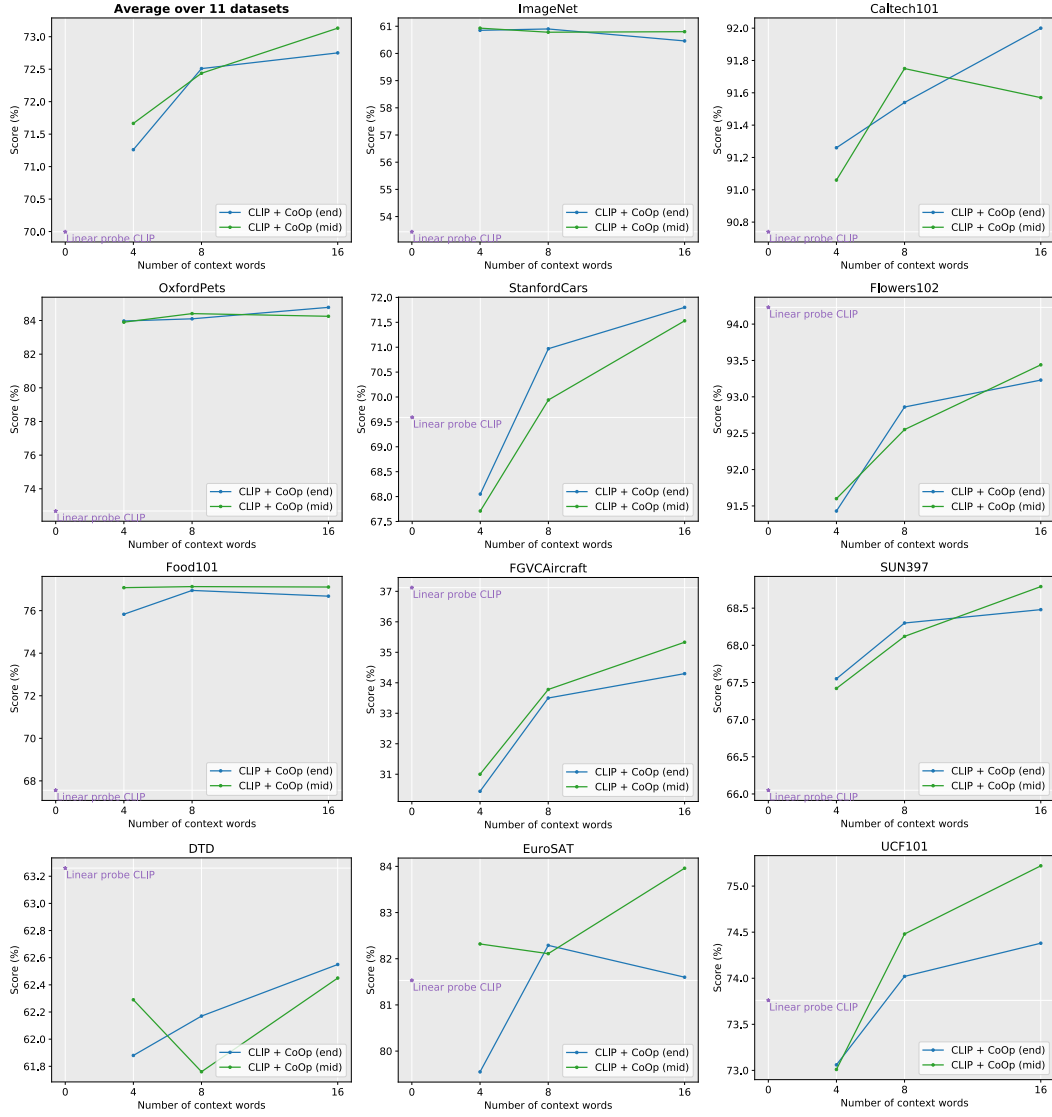 Average over 11 datasets
73.0
72.5
72.0
71.5
71.0
70.5
70.0
Score (%)
Linear probe CLIP
CLIP + CoOp (end)
CLIP + CoOp (mid)
0 4 8 16
Number of context words
ImageNet
61
60
59
58
57
56
55
54
Score (%)
Linear probe CLIP
CLIP + CoOp (end)
CLIP + CoOp (mid)
0 4 8 16
Number of context words
Caltech101
92.0
91.8
91.6
91.4
91.2
91.0
90.8
Score (%)
Linear probe CLIP
CLIP + CoOp (end)
CLIP + CoOp (mid)
0 4 8 16
Number of context words
OxfordPets
84
82
80
78
76
74
Score (%)
Linear probe CLIP
CLIP + CoOp (end)
CLIP + CoOp (mid)
0 4 8 16
Number of context words
StanfordCars
72.0
71.5
71.0
70.5
70.0
69.5
69.0
68.5
68.0
67.5
Score (%)
Linear probe CLIP
CLIP + CoOp (end)
CLIP + CoOp (mid)
0 4 8 16
Number of context words
Flowers102
94.0
93.5
93.0
92.5
92.0
91.5
Score (%)
Linear probe CLIP
CLIP + CoOp (end)
CLIP + CoOp (mid)
0 4 8 16
Number of context words
Food101
76
74
72
70
68
Score (%)
Linear probe CLIP
CLIP + CoOp (end)
CLIP + CoOp (mid)
0 4 8 16
Number of context words
FGVCAircraft
37
36
35
34
33
32
31
Score (%)
Linear probe CLIP
CLIP + CoOp (end)
CLIP + CoOp (mid)
0 4 8 16
Number of context words
SUN397
68.5
68.0
67.5
67.0
66.5
66.0
Score (%)
Linear probe CLIP
CLIP + CoOp (end)
CLIP + CoOp (mid)
0 4 8 16
Number of context words
DTD
63.2
63.0
62.8
62.6
62.4
62.2
62.0
61.8
Score (%)
Linear probe CLIP
CLIP + CoOp (end)
CLIP + CoOp (mid)
0 4 8 16
Number of context words
EuroSAT
84
83
82
81
80
Score (%)
Linear probe CLIP
CLIP + CoOp (end)
CLIP + CoOp (mid)
0 4 8 16
Number of context words
UCF101
75.0
74.5
74.0
73.5
73.0
Score (%)
Linear probe CLIP
CLIP + CoOp (end)
CLIP + CoOp (mid)
0 4 8 16
Number of context words